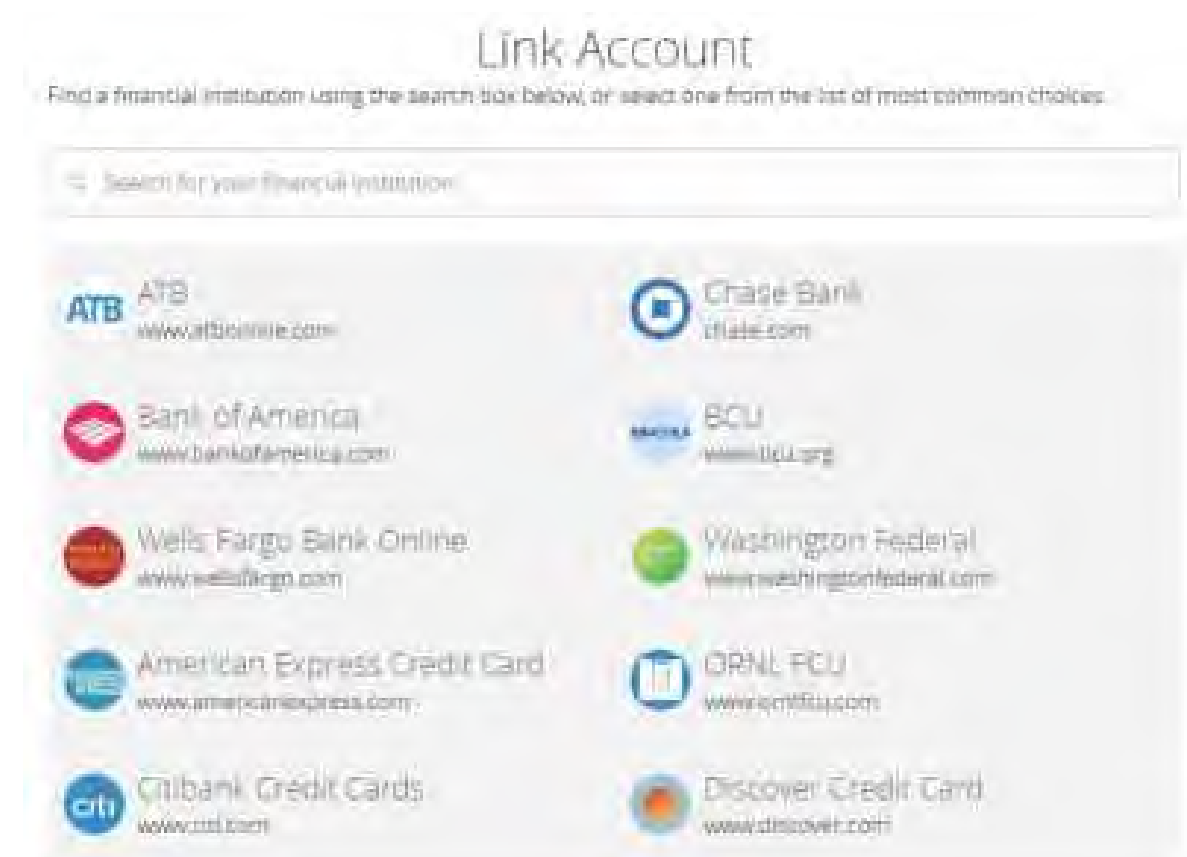 Link Account
Find a financial institution using the search box below, or select one from the list of most common choices
Search for your financial institution
ATB
ATB
www.atbonline.com
Chase Bank
chase.com
Bank of America
www.bankofamerica.com
BCU
www.bcu.org
Wells Fargo Bank Online
www.wellsfargo.com
Washington Federal
www.washingtonfederal.com
American Express Credit Card
www.americanexpress.com
ORNL FCU
www.ornlfcu.com
Citibank Credit Cards
citi
www.citi.com
Discover Credit Card
www.discover.com